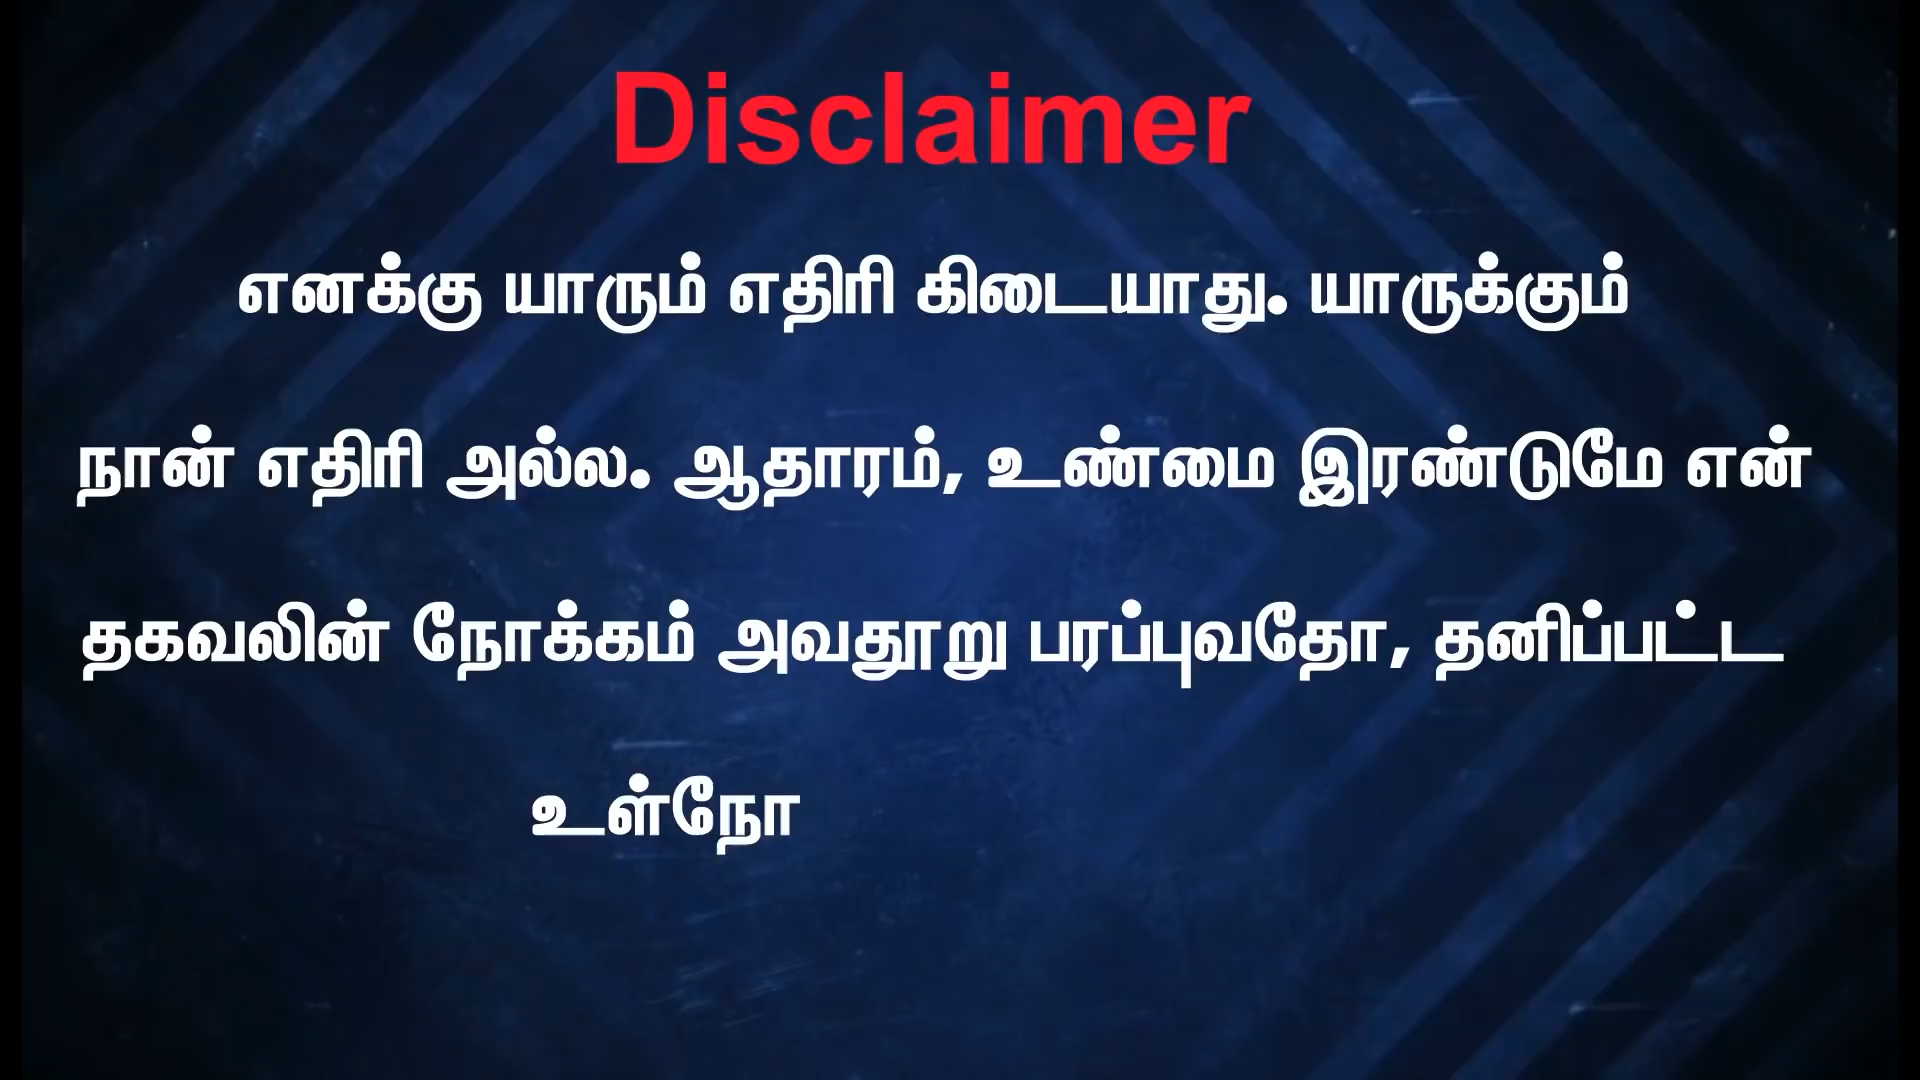 Disclaimer
எனக்கு யாரும் எதிரி கிடையாது. யாருக்கும்
நான் எதிரி அல்ல. ஆதாரம், உண்மை இரண்டுமே என்
தகவலின் நோக்கம் அவதூறு பரப்புவதோ, தனிப்பட்ட
உள்நோ